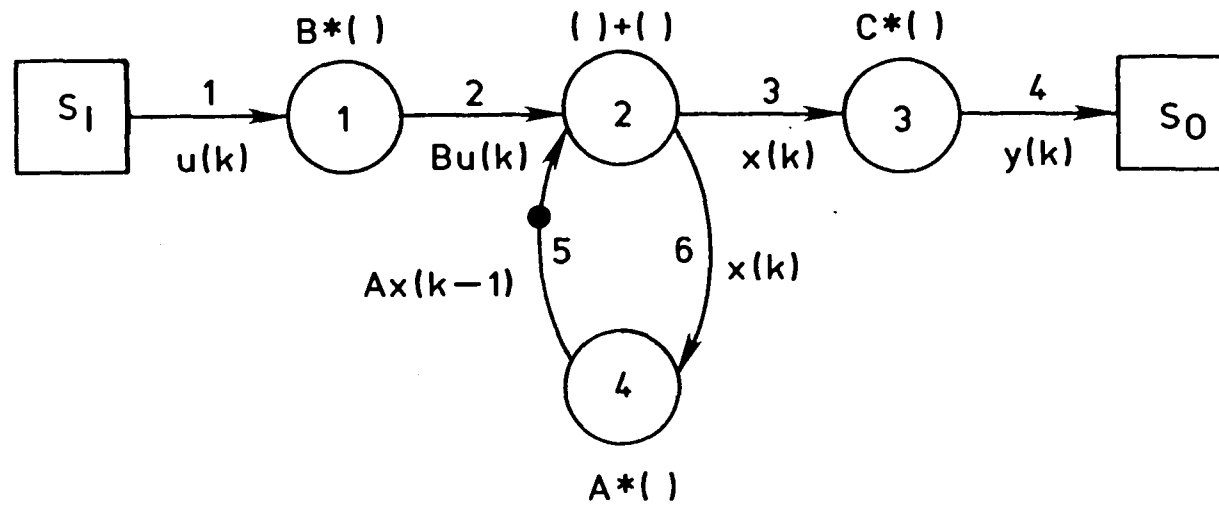 B*( )
( )+( )
C*( )
S_I
1
1
2
2
3
3
4
S_O
u(k)
Bu(k)
x(k)
y(k)
5
6
Ax(k-1)
x(k)
4
A*( )